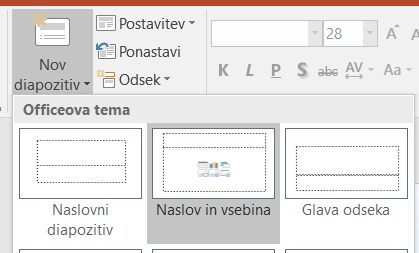 Nov
diapozitiv
Postavitev
Ponastavi
Odsek
28
A
K L P S abc AV Aa
Officeova tema
Naslovni
diapozitiv
Naslov in vsebina
Glava odseka